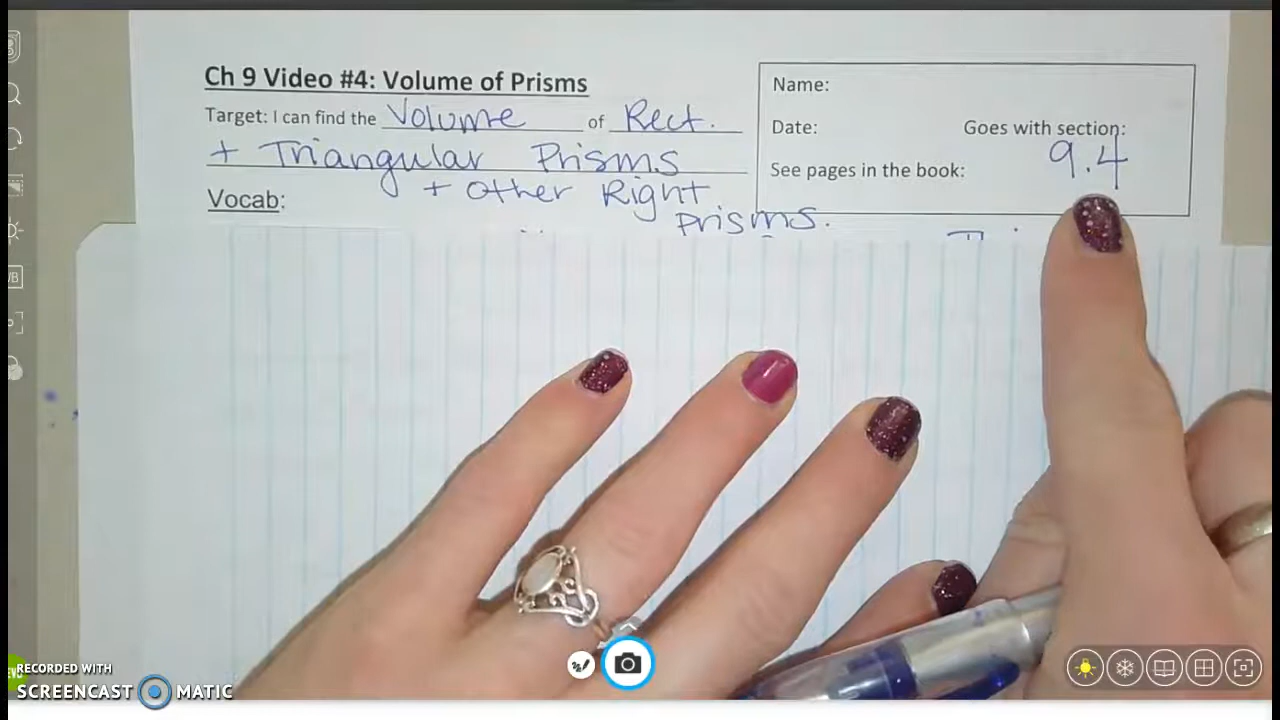 Ch 9 Video #4: Volume of Prisms
Target: I can find the Volume of Rect.
+ Triangular Prisms
+ Other Right
Prisms.
Vocab:
Name:
Date: Goes with section:
9.4
See pages in the book:
RECORDED WITH
SCREENCAST MATIC